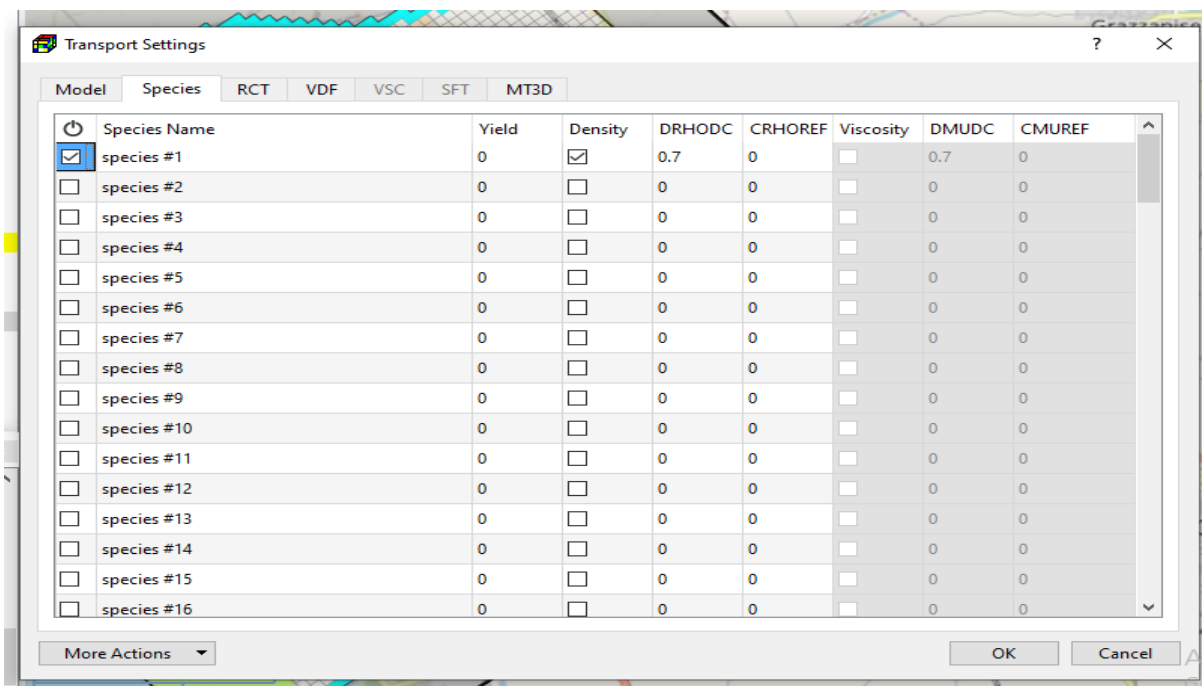 Grazzanise
Transport Settings ? ×
Model Species RCT VDF VSC SFT MT3D
Species Name Yield Density DRHODC CRHOREF Viscosity DMUDC CMUREF
species #1 0 0.7 0 0.7 0
species #2 0 0 0 0 0
species #3 0 0 0 0 0
species #4 0 0 0 0 0
species #5 0 0 0 0 0
species #6 0 0 0 0 0
species #7 0 0 0 0 0
species #8 0 0 0 0 0
species #9 0 0 0 0 0
species #10 0 0 0 0 0
species #11 0 0 0 0 0
species #12 0 0 0 0 0
species #13 0 0 0 0 0
species #14 0 0 0 0 0
species #15 0 0 0 0 0
species #16 0 0 0 0 0
More Actions OK Cancel